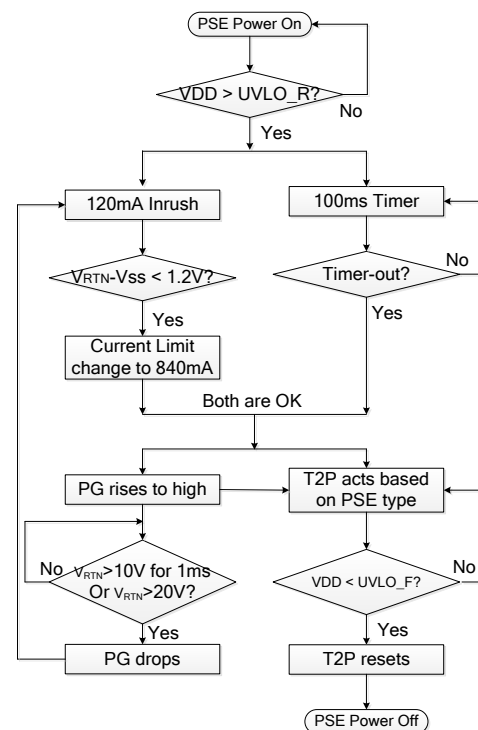 PSE Power On
VDD > UVLO_R?
No
Yes
120mA Inrush
100ms Timer
VRTN-Vss < 1.2V?
Timer-out?
No
Yes
Yes
Current Limit
change to 840mA
Both are OK
PG rises to high
T2P acts based
on PSE type
No
VRTN>10V for 1ms
Or VRTN>20V?
VDD < UVLO_F?
No
Yes
Yes
PG drops
T2P resets
PSE Power Off